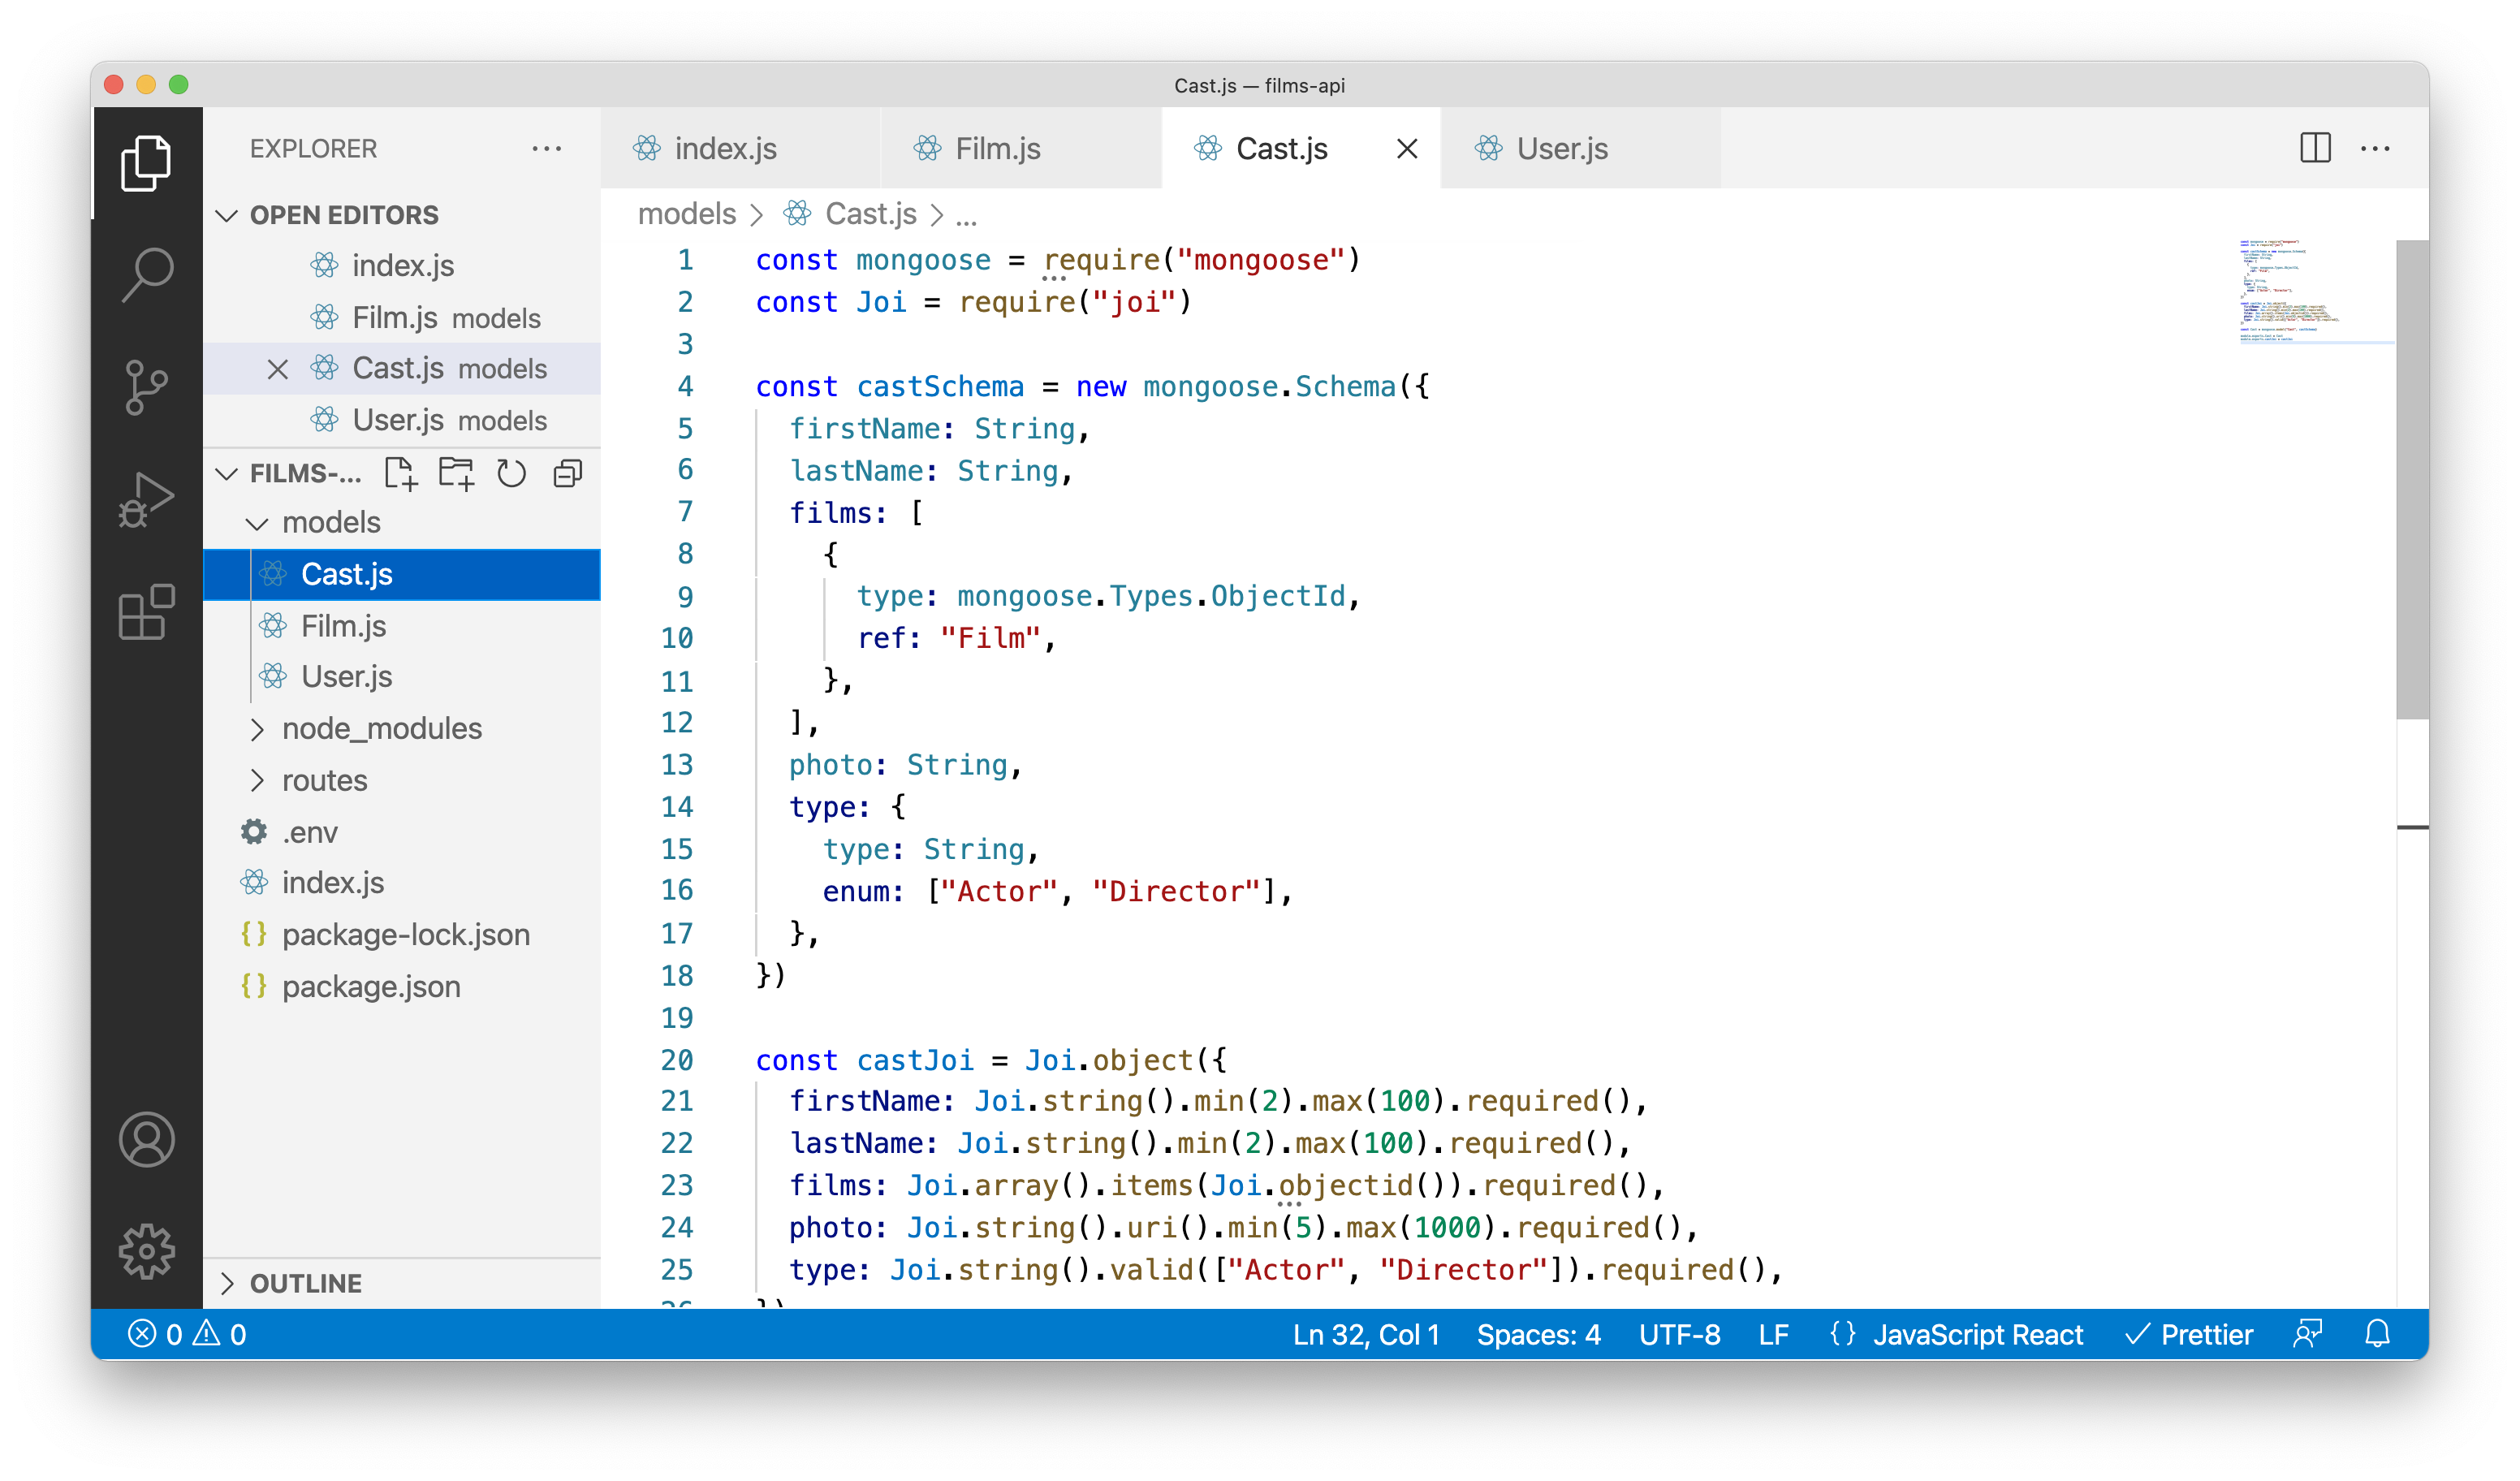 Cast.js — films-api
EXPLORER
OPEN EDITORS
index.js
Film.js models
Cast.js models
User.js models
FILMS-...
models
Cast.js
Film.js
User.js
node_modules
routes
.env
index.js
package-lock.json
package.json
OUTLINE
index.js Film.js Cast.js User.js
models > Cast.js > ...
1 const mongoose = require("mongoose")
2 const Joi = require("joi")
3
4 const castSchema = new mongoose.Schema({
5 firstName: String,
6 lastName: String,
7 films: [
8 {
9 type: mongoose.Types.ObjectId,
10 ref: "Film",
11 },
12 ],
13 photo: String,
14 type: {
15 type: String,
16 enum: ["Actor", "Director"],
17 },
18 })
19
20 const castJoi = Joi.object({
21 firstName: Joi.string().min(2).max(100).required(),
22 lastName: Joi.string().min(2).max(100).required(),
23 films: Joi.array().items(Joi.objectid()).required(),
24 photo: Joi.string().uri().min(5).max(1000).required(),
25 type: Joi.string().valid(["Actor", "Director"]).required(),
0 0 Ln 32, Col 1 Spaces: 4 UTF-8 LF {} JavaScript React Prettier